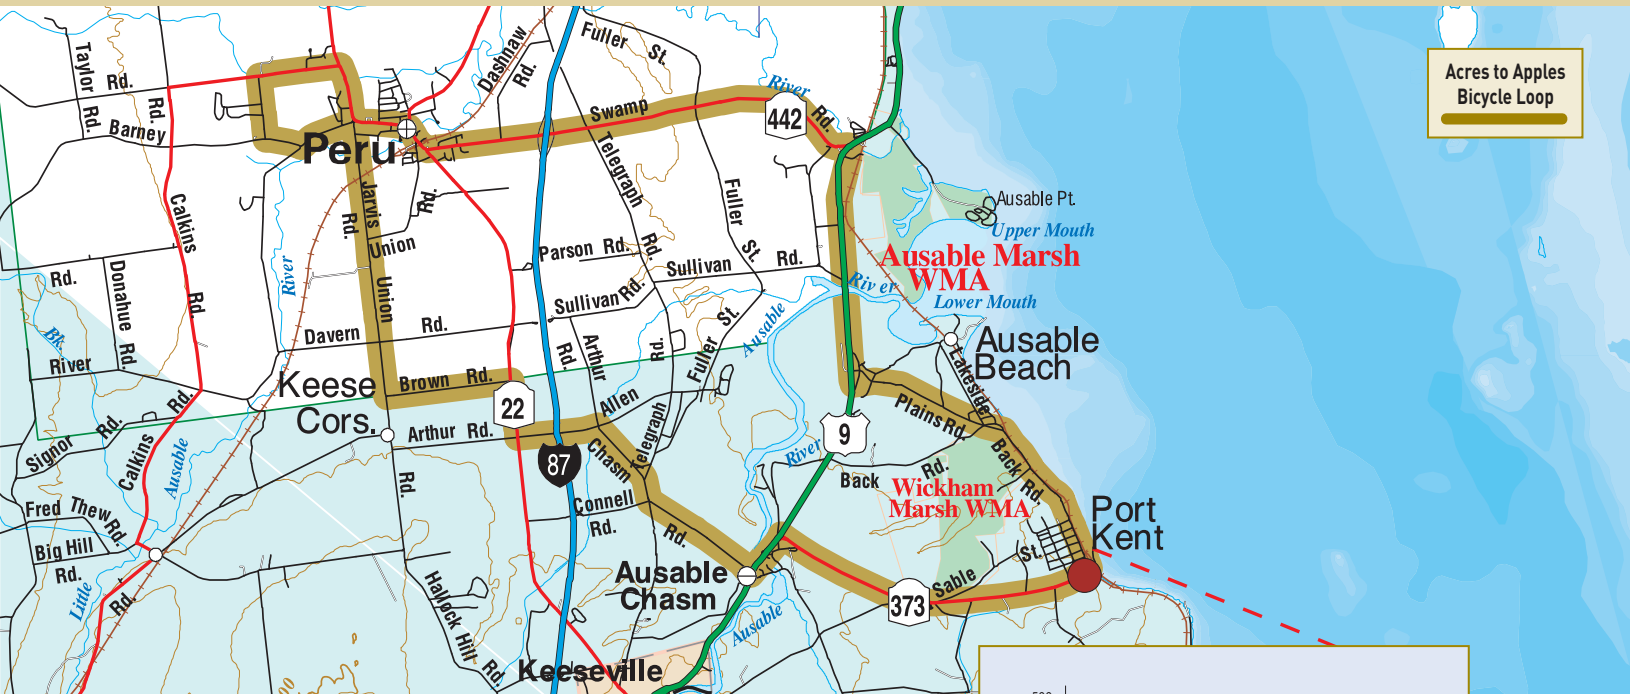 Acres to Apples
Bicycle Loop
Taylor
Rd.
Rd.
Rd.
Barney
Dashnaw
Rd.
Fuller
St.
River
Swamp
442
Rd.
Peru
Telegraph
Rd.
Calkins
Rd.
Jarvis
Rd.
Rd.
Union
Union
Fuller
St.
Ausable Pt.
Upper Mouth
Ausable Marsh
WMA
River
Lower Mouth
Parson Rd.
Sullivan
Rd.
Sullivan Rd.
Rd.
Donahue
Rd.
River
Bk.
River
Davern
Rd.
Rd.
Arthur
Rd.
Fuller
St.
Ausable
Ausable
Beach
Lakeside
Keese
Cors.
Brown Rd.
22
Allen
Telegraph
Arthur Rd.
87
Chasm
Rd.
Plains Rd.
9
River
Back
Rd.
Back
Rd.
Wickham
Marsh WMA
Signor
Rd.
Calkins
Rd.
Ausable
Fred Thew
Rd.
Big Hill
Rd.
Little
Rd.
Rd.
Connell
Rd.
Port
Kent
St.
Sable
373
Ausable
Chasm
Ausable
Hallock Hill
Rd.
Keeseville